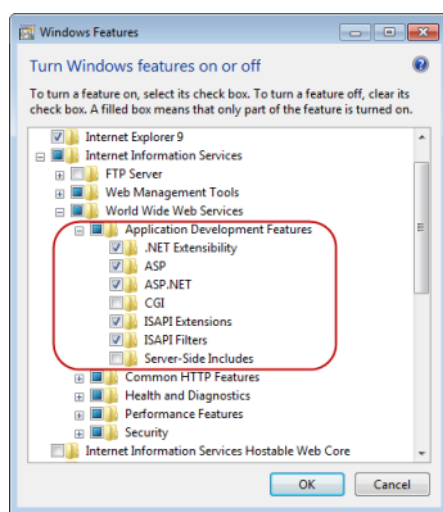 Windows Features
Turn Windows features on or off
To turn a feature on, select its check box. To turn a feature off, clear its
check box. A filled box means that only part of the feature is turned on.
Internet Explorer 9
Internet Information Services
FTP Server
Web Management Tools
World Wide Web Services
Application Development Features
.NET Extensibility
ASP
ASP.NET
CGI
ISAPI Extensions
ISAPI Filters
Server-Side Includes
Common HTTP Features
Health and Diagnostics
Performance Features
Security
Internet Information Services Hostable Web Core
OK Cancel